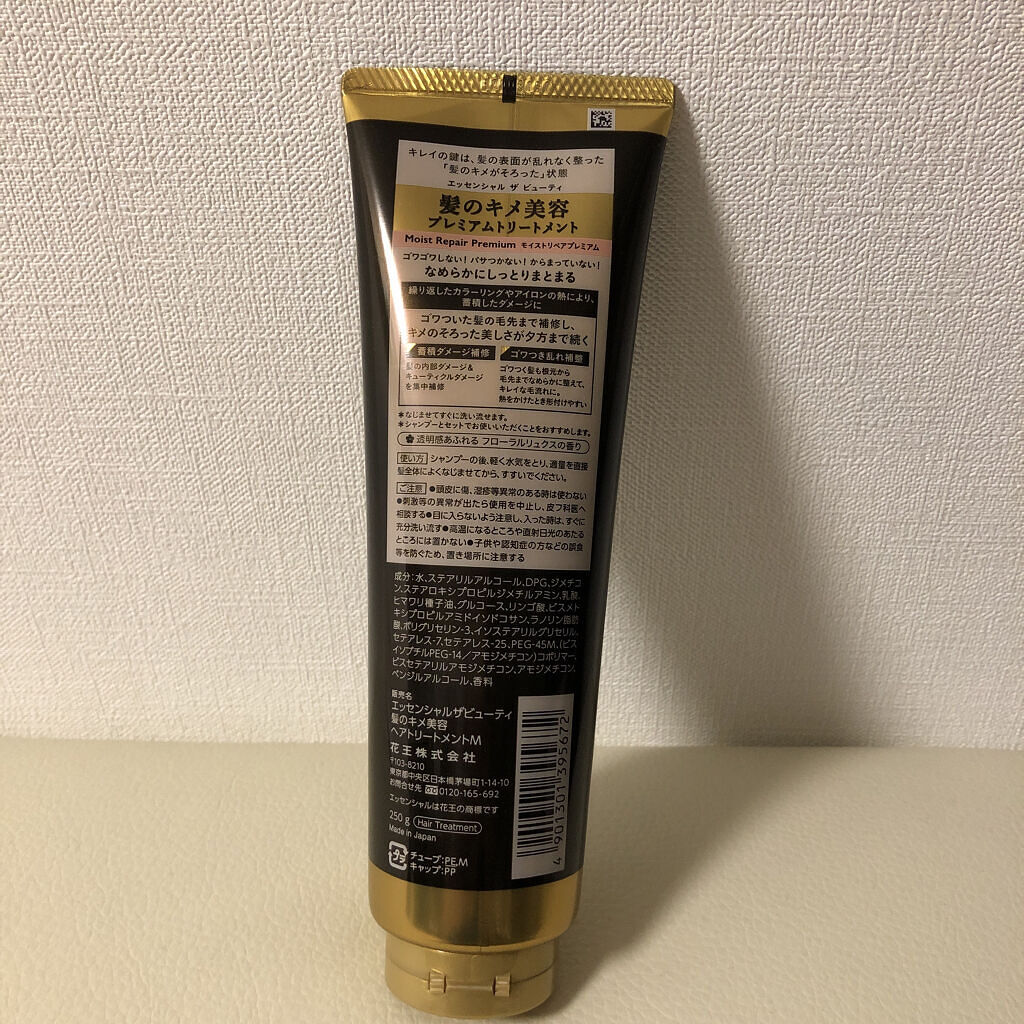 キレイの鍵は、髪の表面が乱れなく整った
「髪のキメがそろった」状態
エッセンシャル ザ ビューティ
髪のキメ美容
プレミアムトリートメント
Moist Repair Premium モイストリペアプレミアム
ゴワゴワしない！パサつかない！からまっていない！
なめらかにしっとりまとまる
繰り返したカラーリングやアイロンの熱により、
蓄積したダメージに
ゴワついた髪の毛先まで補修し、
キメのそろった美しさが夕方まで続く
蓄積ダメージ補修
髪の内部ダメージ&
キューティクルダメージ
を集中補修
ゴワつき乱れ補整
ゴワつく髪も根元から
毛先までなめらかに整えて、
キレイな毛流れに。
熱をかけたとき形付けやすい
*なじませてすぐに洗い流せます。
*シャンプーとセットでお使いいただくことをおすすめします。
透明感あふれる フローラルリュクスの香り
使い方 シャンプーの後、軽く水気をとり、適量を直接
髪全体によくなじませてから、すすいでください。
ご注意 ●頭皮に傷、湿疹等異常のある時は使わない
●刺激等の異常が出たら使用を中止し、皮フ科医へ
相談する●目に入らないよう注意し、入った時は、すぐに
充分洗い流す●高温になるところや直射日光のあたる
ところには置かない●子供や認知症の方などの誤食
等を防ぐため、置き場所に注意する
成分：水、ステアリルアルコール、DPG、ジメチコ
ン、ステアロキシプロピルジメチルアミン、乳酸、
ヒマワリ種子油、グルコース、リンゴ酸、ビスメト
キシプロピルアミドイソドコサン、ラノリン脂肪
酸、ポリグリセリン-3、イソステアリルグリセリル、
セテアレス-7、セテアレス-25、PEG-45M、(ビス
イソブチルPEG-14／アモジメチコン)コポリマー、
ビスセテアリルアモジメチコン、アモジメチコン、
ベンジルアルコール、香料
販売名
エッセンシャルザビューティ
髪のキメ美容
ヘアトリートメントM
花王株式会社
〒103-8210
東京都中央区日本橋茅場町1-14-10
お問合せ先 0120-165-692
エッセンシャルは花王の商標です
250 g Hair Treatment
Made in Japan
プラ チューブ:PE,M
キャップ:PP
4 901301 395672